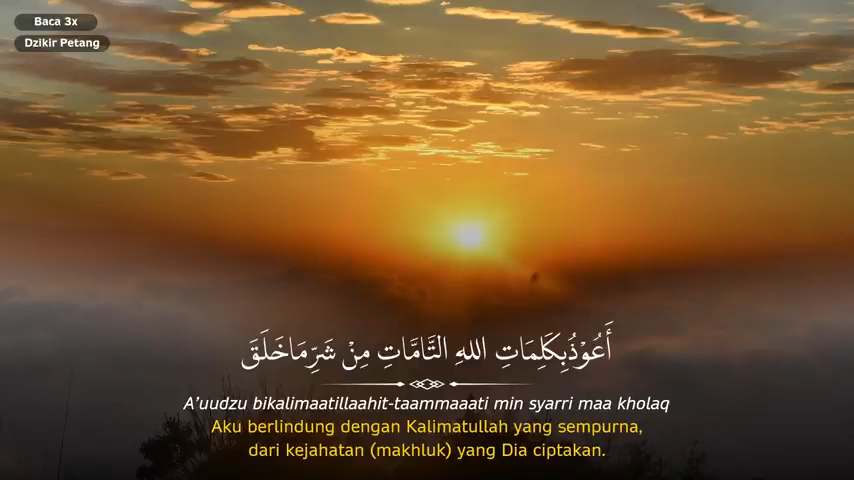 Baca 3x
Dzikir Petang
أَعُوْذُبِكَلِمَاتِ اللهِ التَّامَّاتِ مِنْ شَرِّمَاخَلَقَ
A’uudzu bikalimaatillaahit-taammaaati min syarri maa kholaq
Aku berlindung dengan Kalimatullah yang sempurna,
dari kejahatan (makhluk) yang Dia ciptakan.